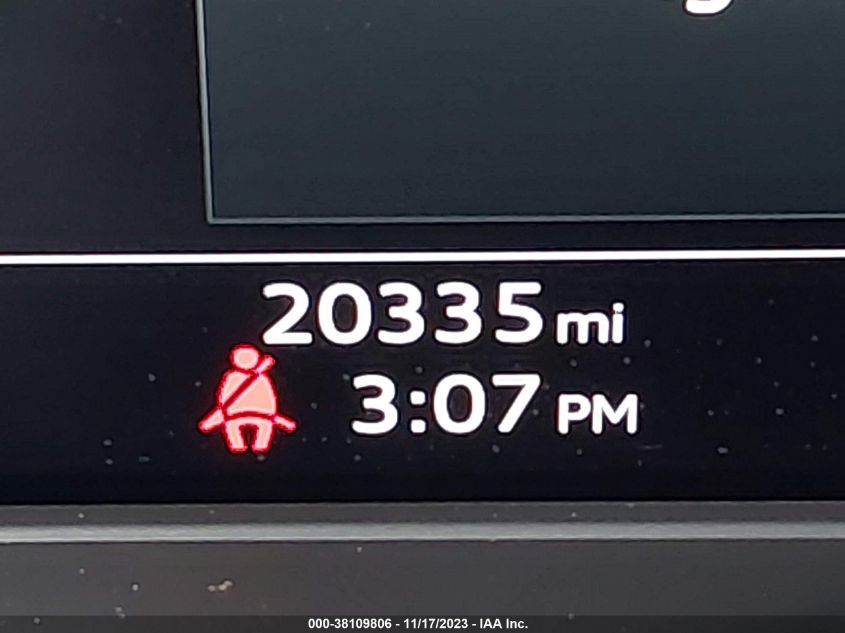 20335 mi
3:07 PM
000-38109806 - 11/17/2023 - IAA Inc.